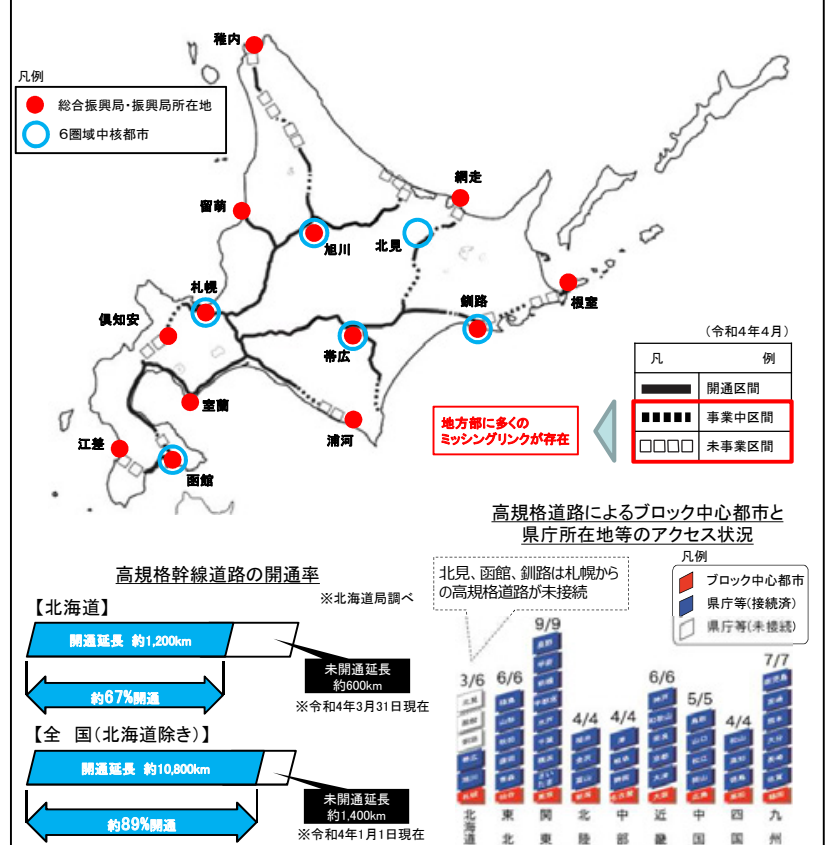 稚内
凡例
総合振興局・振興局所在地
6圏域中核都市
網走
留萌
旭川
北見
札幌
倶知安
釧路
根室
帯広
室蘭
浦河
江差
函館
(令和4年4月)
凡 例
開通区間
事業中区間
未事業区間
地方部に多くの
ミッシングリンクが存在
高規格幹線道路の開通率
【北海道】
※北海道局調べ
開通延長 約1,200km
約67%開通
未開通延長
約600km
※令和4年3月31日現在
【全 国(北海道除き)】
開通延長 約10,800km
約89%開通
未開通延長
約1,400km
※令和4年1月1日現在
高規格道路によるブロック中心都市と
県庁所在地等のアクセス状況
凡例
ブロック中心都市
県庁等(接続済)
県庁等(未接続)
北見、函館、釧路は札幌から
の高規格道路が未接続
3/6
6/6
9/9
4/4
4/4
6/6
5/5
4/4
7/7
北海道
東北
関東
北陸
中部
近畿
中国
四国
九州